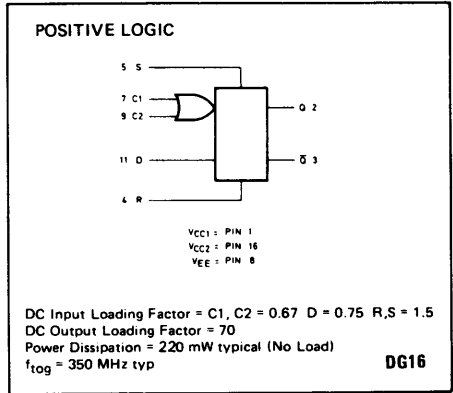 POSITIVE LOGIC
5 S
7 C1
9 C2
Q 2
11 D
Q̅ 3
4 R
VCC1 = PIN 1
VCC2 = PIN 16
VEE = PIN 8
DC Input Loading Factor = C1, C2 = 0.67 D = 0.75 R,S = 1.5
DC Output Loading Factor = 70
Power Dissipation = 220 mW typical (No Load)
ftog = 350 MHz typ
DG16